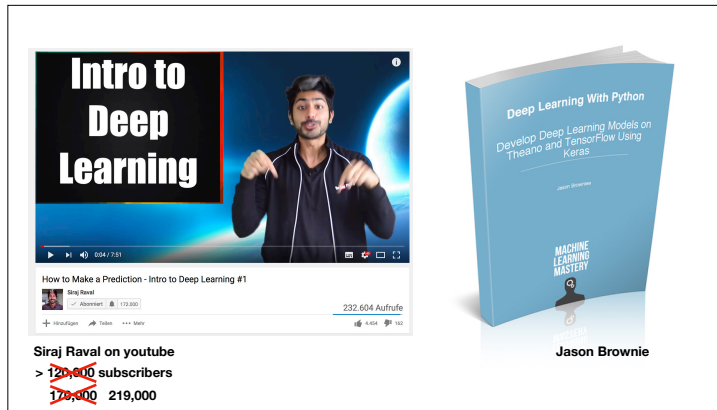 Intro to
Deep
Learning
0:04 / 7:51
How to Make a Prediction - Intro to Deep Learning #1
Siraj Raval
Abonniert 172.600
232.604 Aufrufe
Hinzufügen Teilen Mehr
4.454 162
Siraj Raval on youtube
> 120,000 subscribers
170,000 219,000
Deep Learning With Python
Develop Deep Learning Models on
Theano and TensorFlow Using
Keras
Jason Brownlee
MACHINE
LEARNING
MASTERY
Jason Brownie